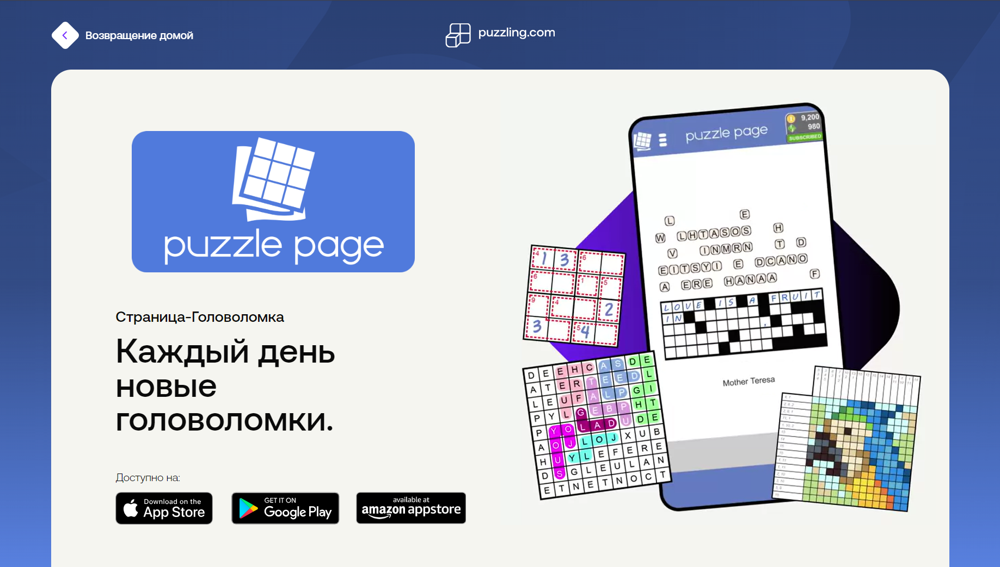 Возвращение домой
puzzling.com
puzzle page
Страница-Головоломка
Каждый день
новые
головоломки.
Доступно на:
Download on the
App Store
GET IT ON
Google Play
available at
amazon appstore
puzzle page
9,200
980
SUBSCRIBED
L E
W LHTASOS H
V INMRN T D
EITSYI E DCANO
A ERE HANAA F
LOVE IS A FRUIT
IN
,
Mother Teresa
4 1 3 6
6 1 5
9 4 2
3 5 4
D E E H C A S D E
A T E R T E E D L
L E U F A L P G I
P Y L G E B P H T
P Y O L A D U D E
A O J L O J X U B
H U Y L E F E R E
D S G L E U L A N
E T N E T N O C T